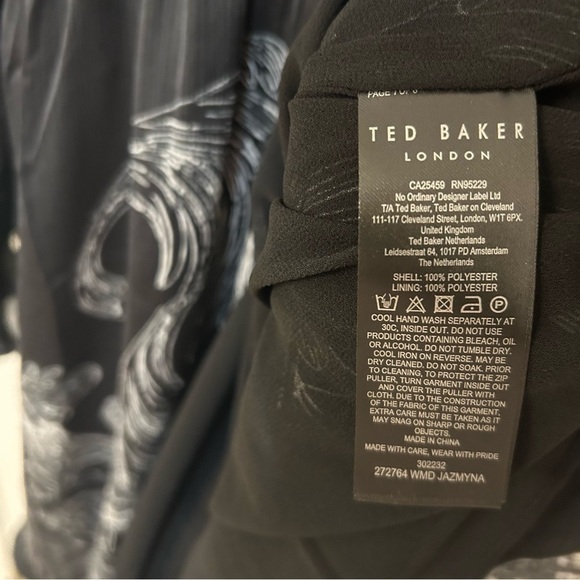 PAGE 1 OF 8
TED BAKER
LONDON
CA25459 RN95229
No Ordinary Designer Label Ltd
T/A Ted Baker, Ted Baker on Cleveland
111-117 Cleveland Street, London, W1T 6PX.
United Kingdom
Ted Baker Netherlands
Leidsestraat 64, 1017 PD Amsterdam
The Netherlands
SHELL: 100% POLYESTER
LINING: 100% POLYESTER
COOL HAND WASH SEPARATELY AT
30C, INSIDE OUT. DO NOT USE
PRODUCTS CONTAINING BLEACH, OIL
OR ALCOHOL. DO NOT TUMBLE DRY.
COOL IRON ON REVERSE. MAY BE
DRY CLEANED. DO NOT SOAK. PRIOR
TO CLEANING, TO PROTECT THE ZIP
PULLER, TURN GARMENT INSIDE OUT
AND COVER THE PULLER WITH
CLOTH. DUE TO THE CONSTRUCTION
OF THE FABRIC OF THIS GARMENT,
EXTRA CARE MUST BE TAKEN AS IT
MAY SNAG ON SHARP OR ROUGH
OBJECTS.
MADE IN CHINA
MADE WITH CARE, WEAR WITH PRIDE
302232
272764 WMD JAZMYNA